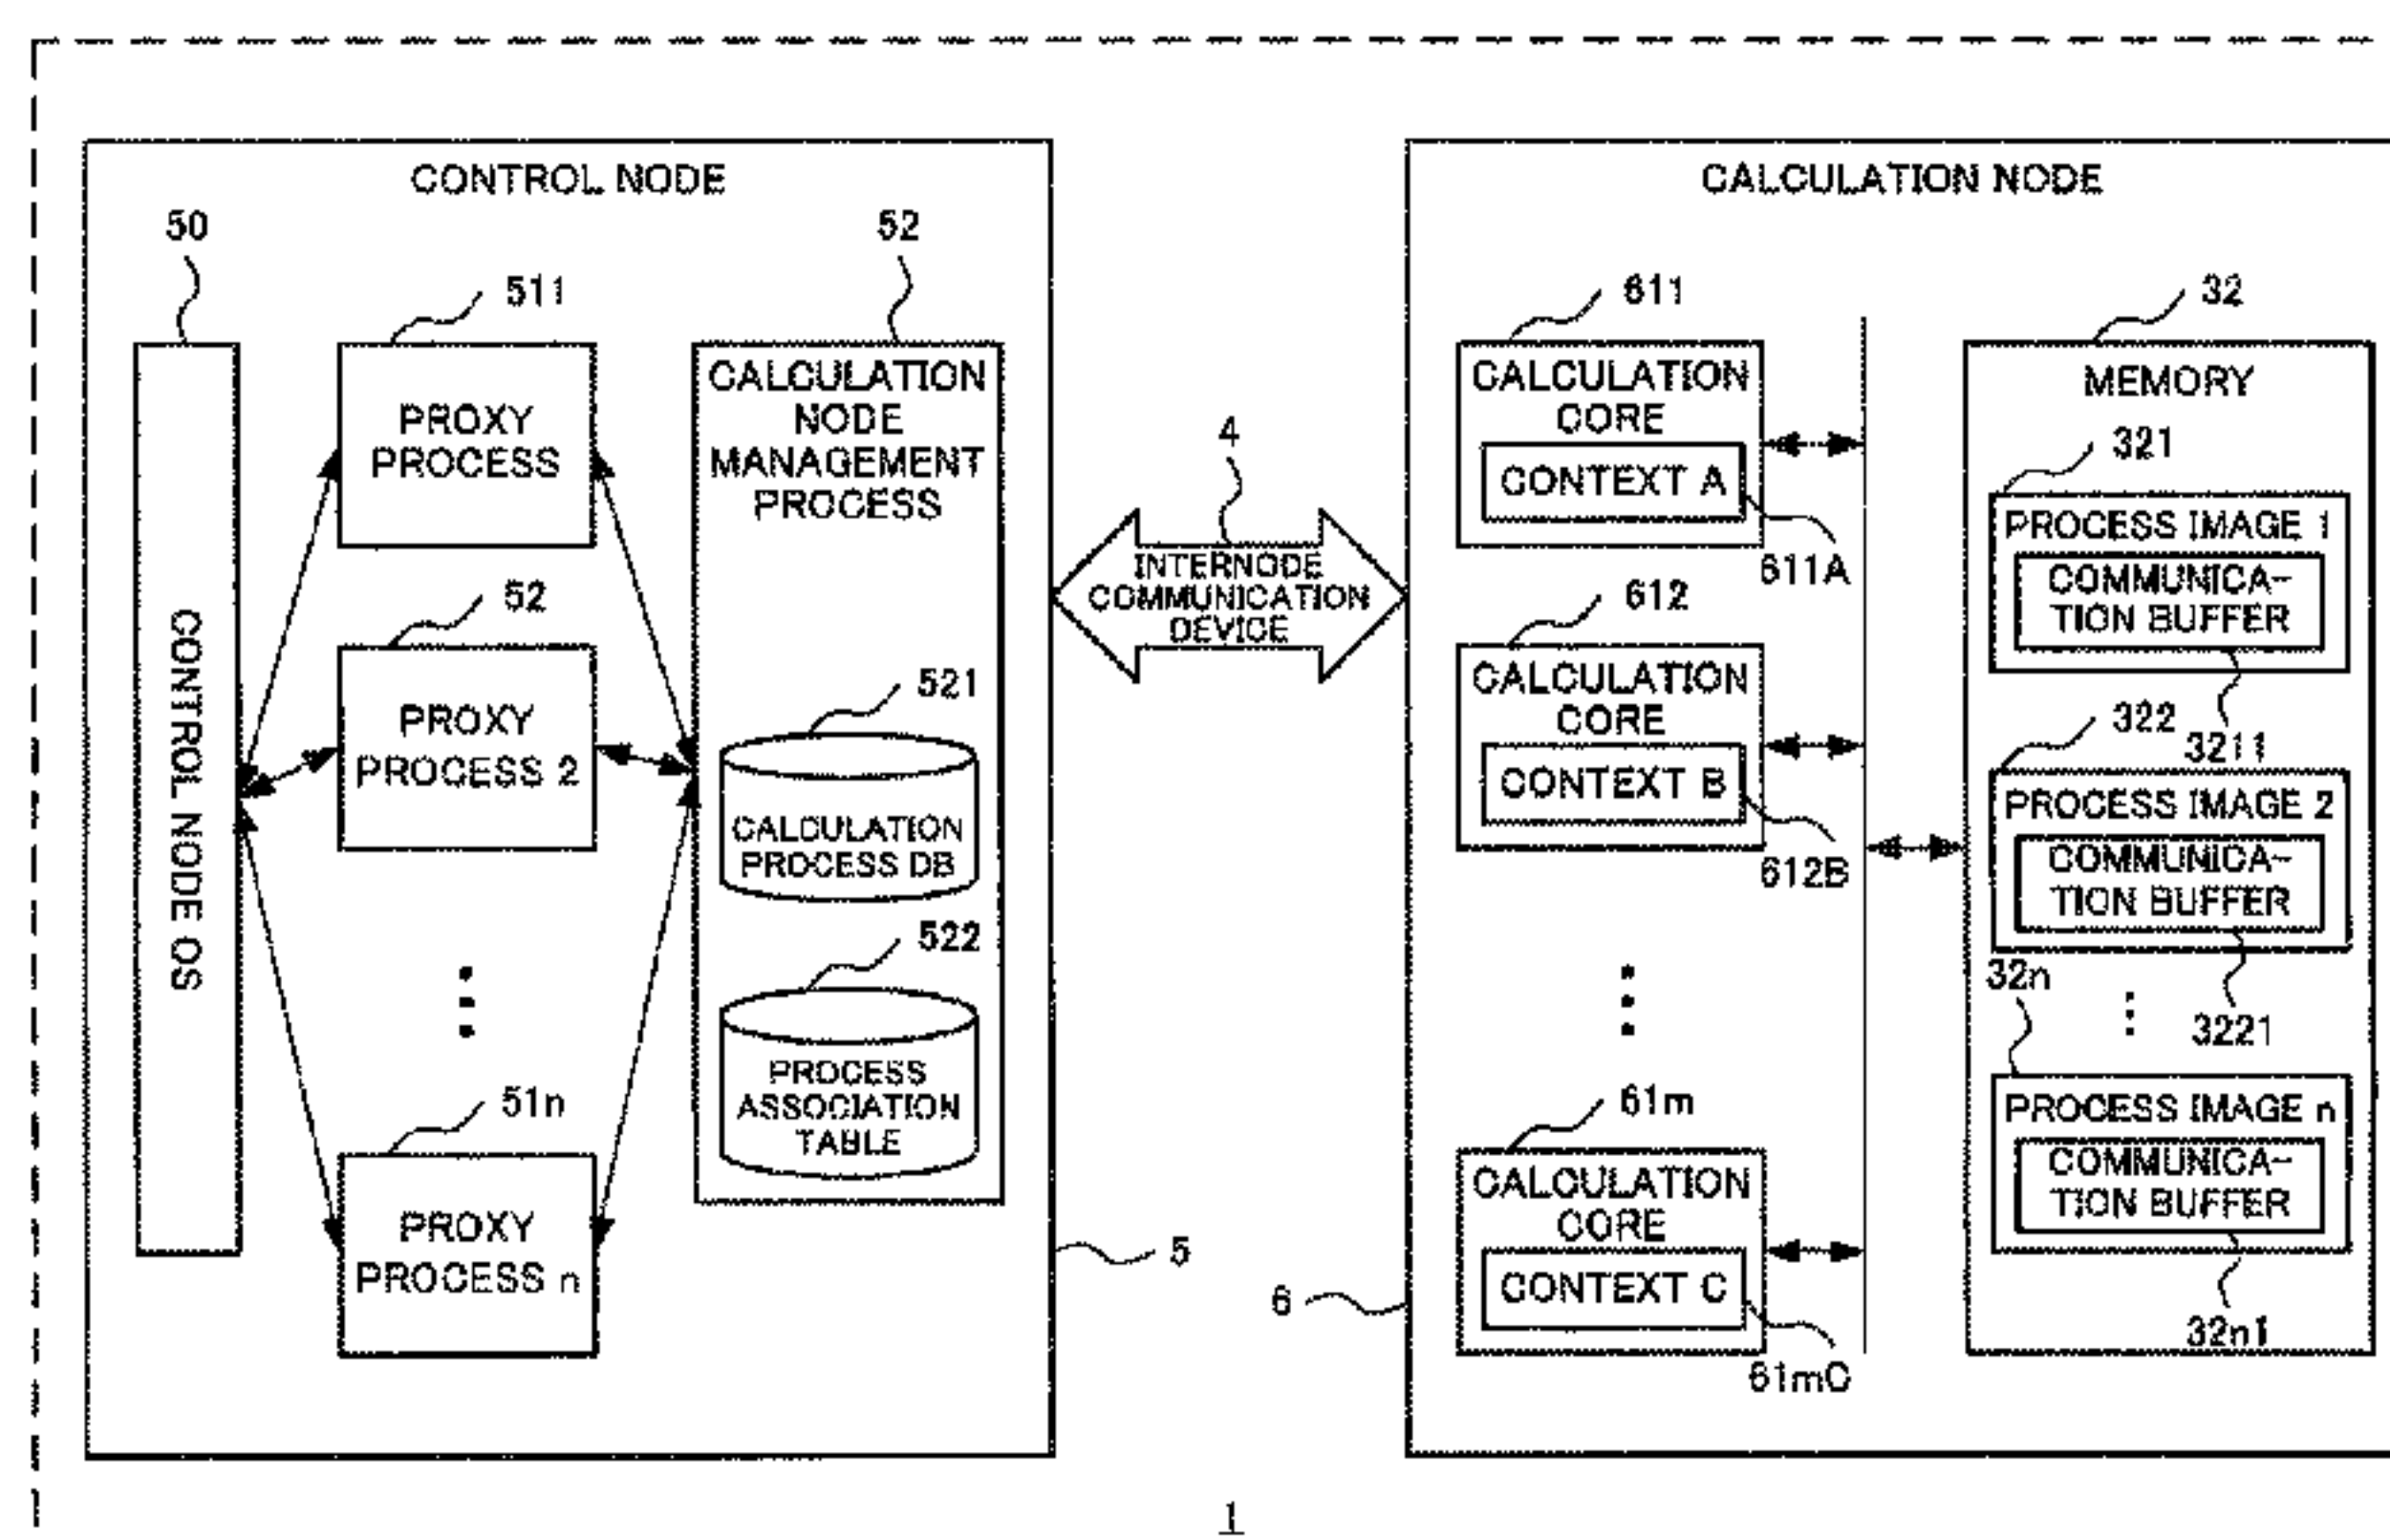 CONTROL NODE
50
CONTROL NODE OS
511
PROXY
PROCESS
52
PROXY
PROCESS 2
51n
PROXY
PROCESS n
52
CALCULATION
NODE
MANAGEMENT
PROCESS
521
CALCULATION
PROCESS DB
522
PROCESS
ASSOCIATION
TABLE
5
4
INTERNODE
COMMUNICATION
DEVICE
CALCULATION NODE
6
611
CALCULATION
CORE
CONTEXT A
611A
612
CALCULATION
CORE
CONTEXT B
612B
61m
CALCULATION
CORE
CONTEXT C
61mC
32
MEMORY
321
PROCESS IMAGE 1
COMMUNICA-
TION BUFFER
3211
322
PROCESS IMAGE 2
COMMUNICA-
TION BUFFER
3221
32n
PROCESS IMAGE n
COMMUNICA-
TION BUFFER
32n1
1